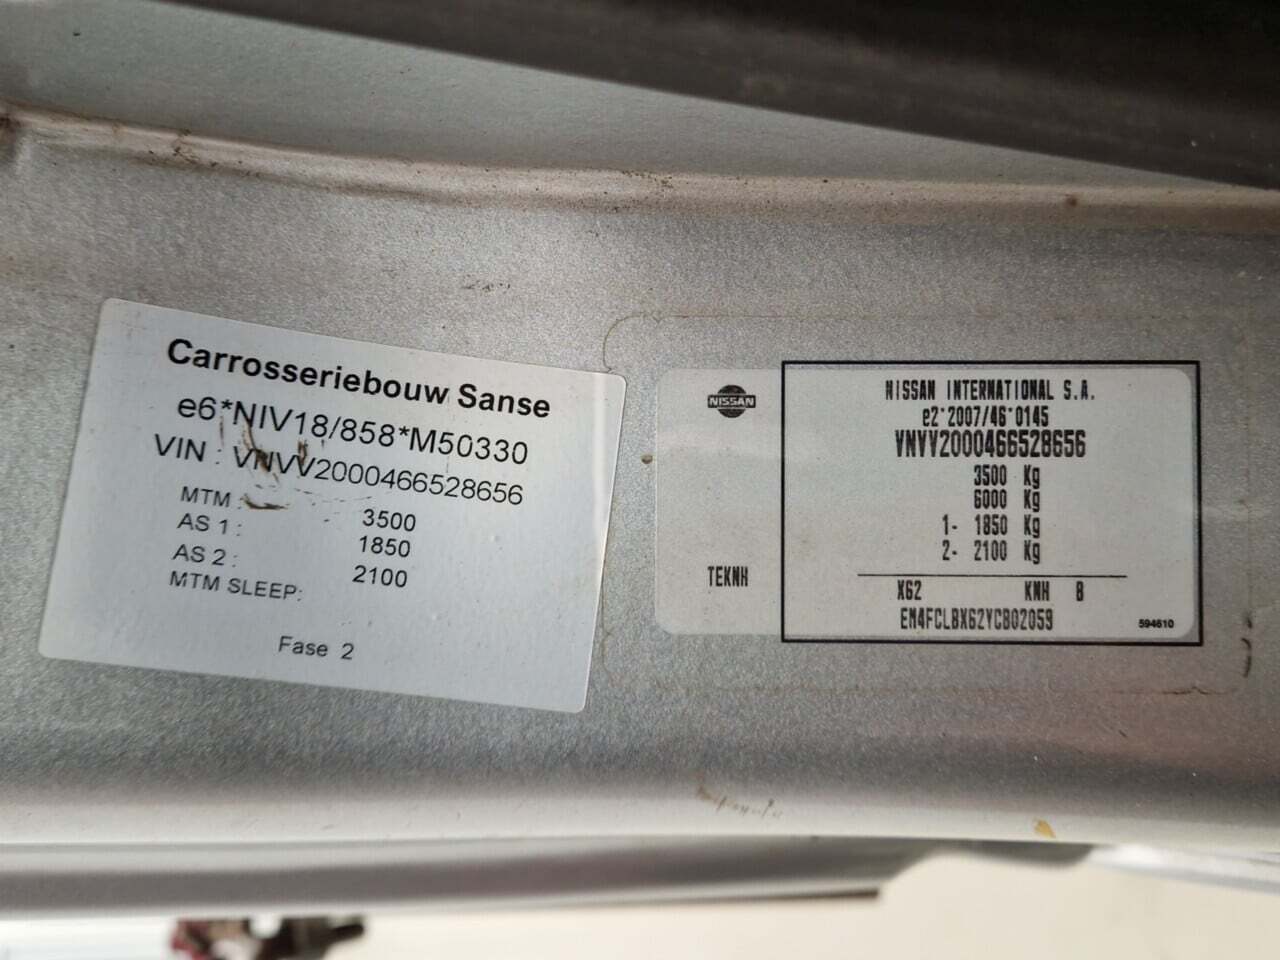 Carrosseriebouw Sanse
e6*NIV18/858*M50330
VIN : VNVV2000466528656
MTM : 3500
AS 1 : 1850
AS 2 : 2100
MTM SLEEP:
Fase 2
NISSAN
TEKNH
NISSAN INTERNATIONAL S.A.
e2*2007/46*0145
VNVV2000466528656
3500 Kg
6000 Kg
1- 1850 Kg
2- 2100 Kg
X62 KNH B
EM4FCLBX62YCB02059
594610